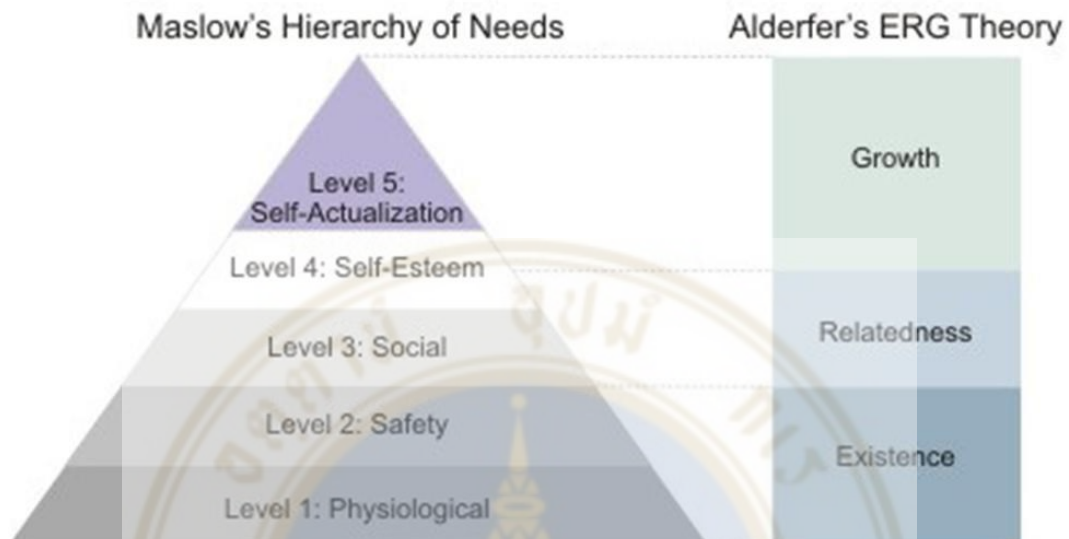 Maslow's Hierarchy of Needs
Alderfer's ERG Theory
Level 5:
Self-Actualization
Growth
Level 4: Self-Esteem
Relatedness
Level 3: Social
Level 2: Safety
Existence
Level 1: Physiological